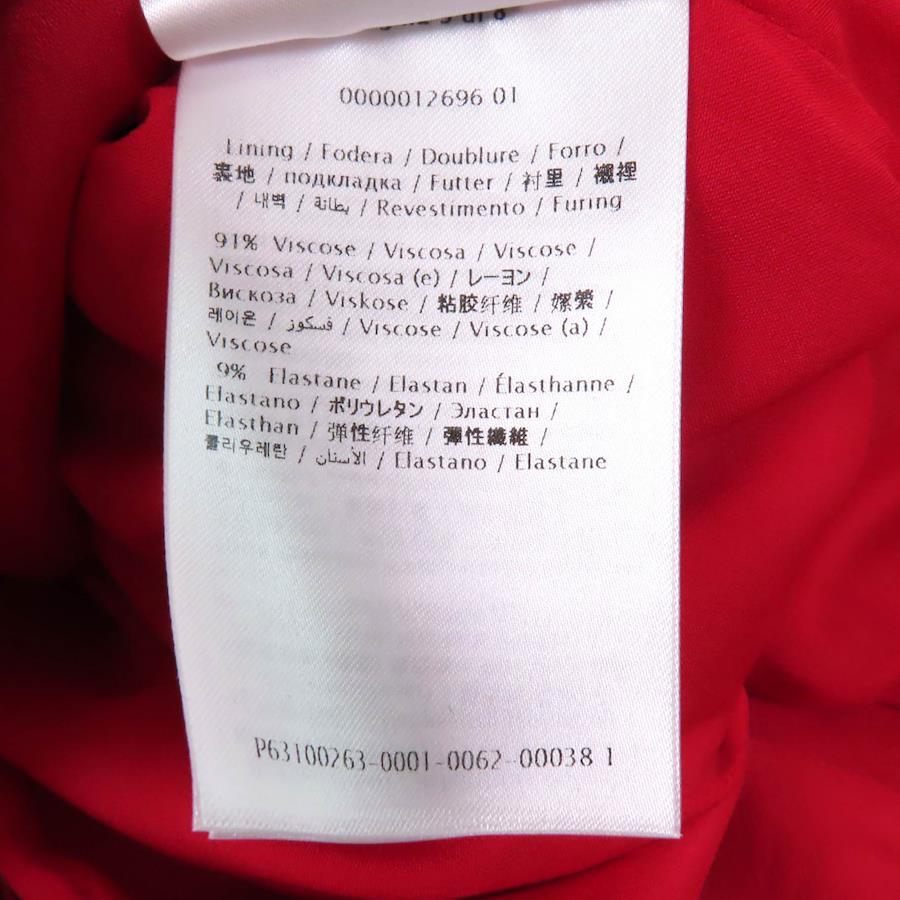 di 8
0000012696 01
Lining / Fodera / Doublure / Forro /
裏地 / подкладка / Futter / 衬里 / 襯裡
/ 내벽 / بطانة / Revestimento / Furing
91% Viscose / Viscosa / Viscose /
Viscosa / Viscosa (e) / レーヨン /
Вискоза / Viskose / 粘胶纤维 / 嫘縈 /
레이온 / فسكوز / Viscose / Viscose (a) /
Viscose
9% Elastane / Elastan / Élasthanne /
Elastano / ポリウレタン / Эластан /
Elasthan / 弹性纤维 / 彈性纖維 /
폴리우레탄 / الأستان / Elastano / Elastane
P63100263-0001-0062-00038 1